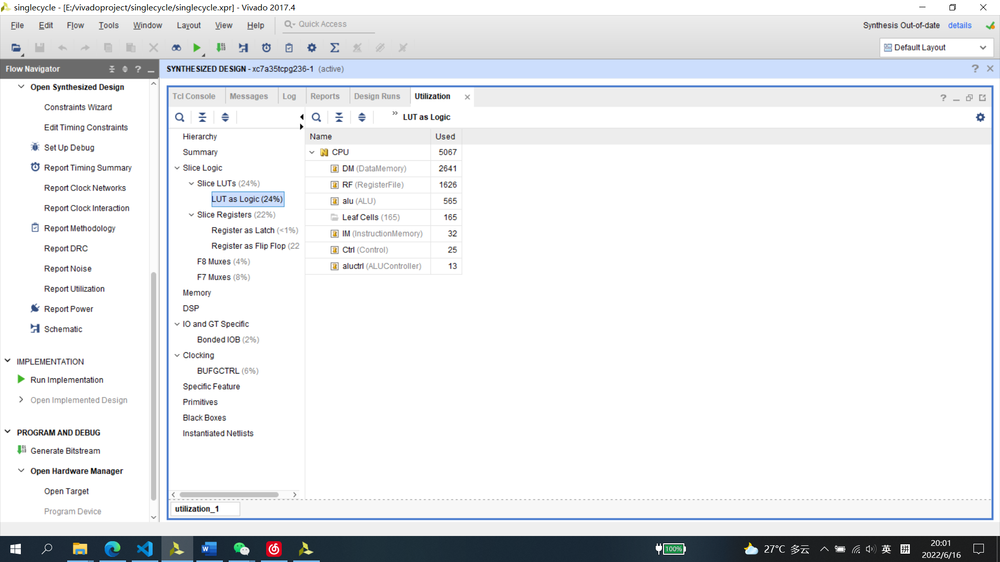 singlecycle - [E:/vivadoproject/singlecycle/singlecycle.xpr] - Vivado 2017.4
File Edit Flow Tools Window Layout View Help Quick Access
Synthesis Out-of-date details
Default Layout
Flow Navigator
SYNTHESIZED DESIGN - xc7a35tcpg236-1 (active)
Open Synthesized Design
Constraints Wizard
Edit Timing Constraints
Set Up Debug
Report Timing Summary
Report Clock Networks
Report Clock Interaction
Report Methodology
Report DRC
Report Noise
Report Utilization
Report Power
Schematic
IMPLEMENTATION
Run Implementation
Open Implemented Design
PROGRAM AND DEBUG
Generate Bitstream
Open Hardware Manager
Open Target
Program Device
Tcl Console Messages Log Reports Design Runs Utilization
Hierarchy
Summary
Slice Logic
Slice LUTs (24%)
LUT as Logic (24%)
Slice Registers (22%)
Register as Latch (<1%)
Register as Flip Flop (22
F8 Muxes (4%)
F7 Muxes (8%)
Memory
DSP
IO and GT Specific
Bonded IOB (2%)
Clocking
BUFGCTRL (6%)
Specific Feature
Primitives
Black Boxes
Instantiated Netlists
LUT as Logic
Name Used
CPU 5067
DM (DataMemory) 2641
RF (RegisterFile) 1626
alu (ALU) 565
Leaf Cells (165) 165
IM (InstructionMemory) 32
Ctrl (Control) 25
aluctrl (ALUController) 13
utilization_1
100%
27°C 多云
英
拼
20:01
2022/6/16